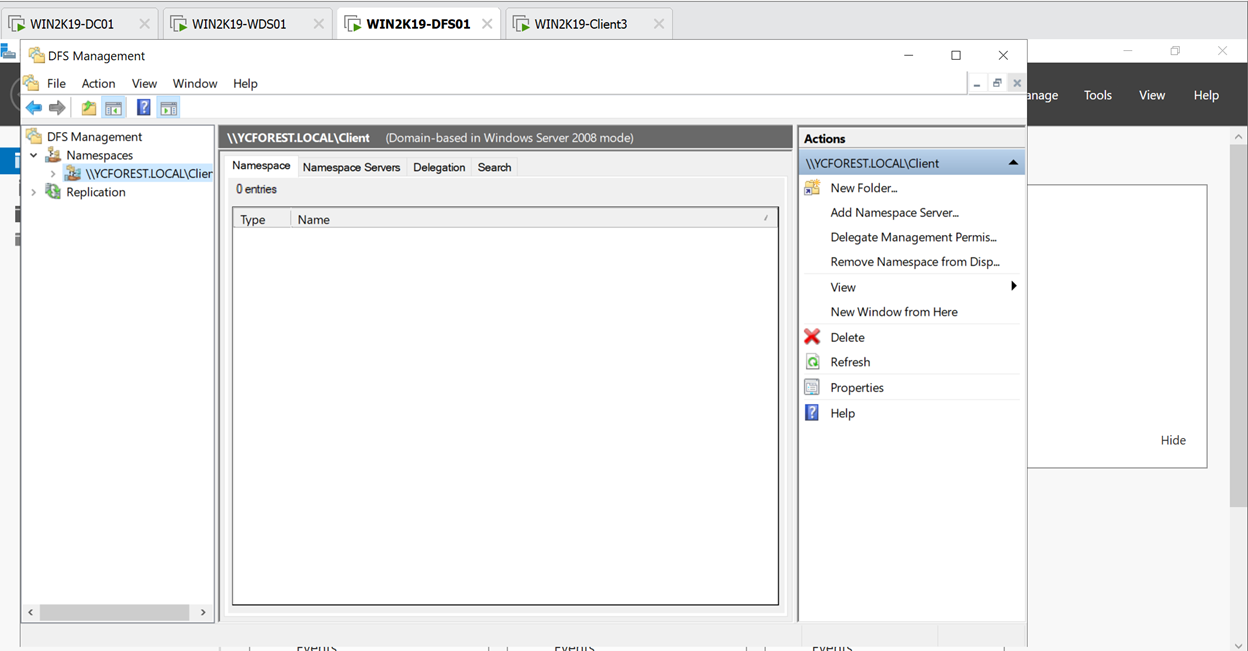 WIN2K19-DC01
WIN2K19-WDS01
WIN2K19-DFS01
WIN2K19-Client3
DFS Management
File Action View Window Help
anage Tools View Help
DFS Management
Namespaces
\\YCFOREST.LOCAL\Clier
Replication
\\YCFOREST.LOCAL\Client (Domain-based in Windows Server 2008 mode)
Namespace Namespace Servers Delegation Search
0 entries
Type Name
Actions
\\YCFOREST.LOCAL\Client
New Folder...
Add Namespace Server...
Delegate Management Permis...
Remove Namespace from Disp...
View
New Window from Here
Delete
Refresh
Properties
Help
Hide
Events Events Events